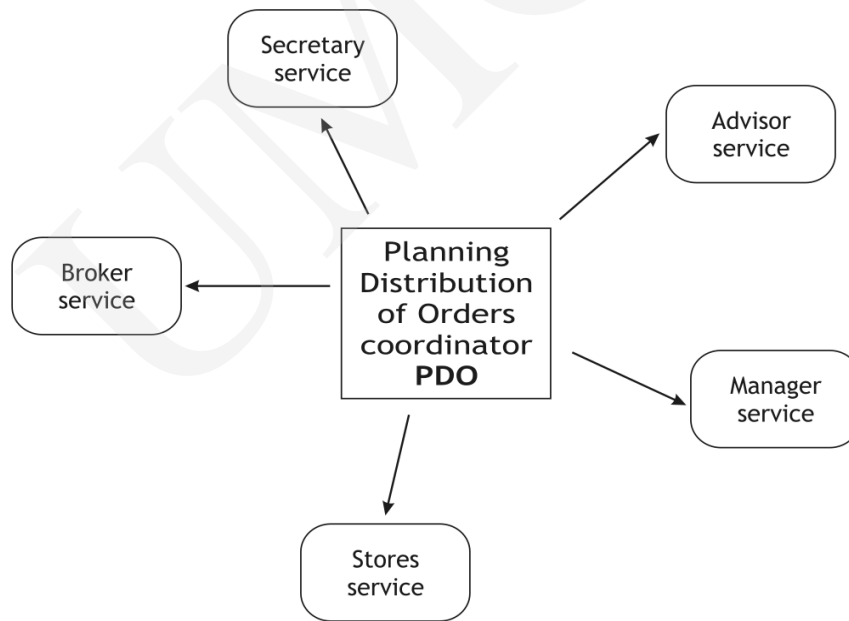 Secretary
service
Advisor
service
Planning
Distribution
of Orders
coordinator
PDO
Broker
service
Manager
service
Stores
service